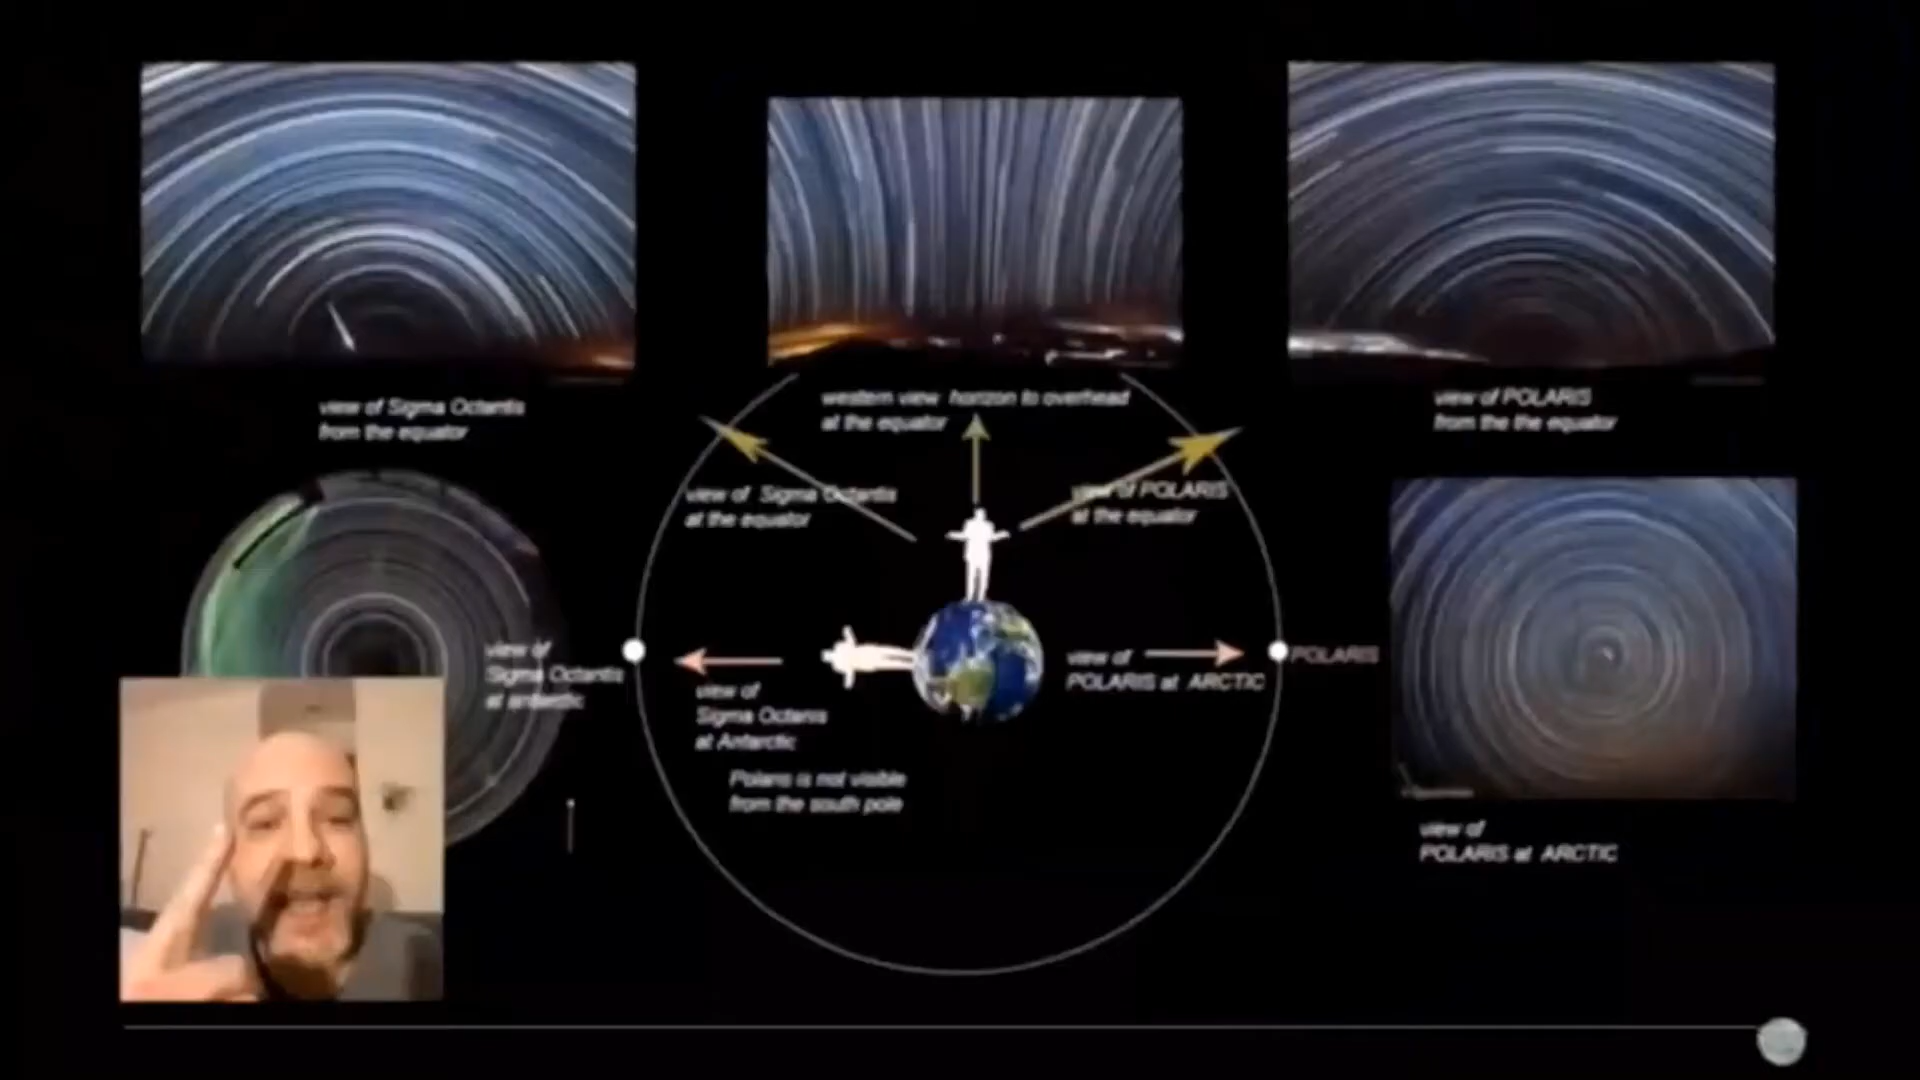 view of Sigma Octantis
from the equator
western view horizon to overhead
at the equator
view of POLARIS
from the the equator
view of Sigma Octantis
at the equator
view of POLARIS
at the equator
view of
Sigma Octantis
at antarctic
view of
Sigma Octanis
at Antarctic
Polaris is not visible
from the south pole
view of
POLARIS at ARCTIC
POLARIS
view of
POLARIS at ARCTIC